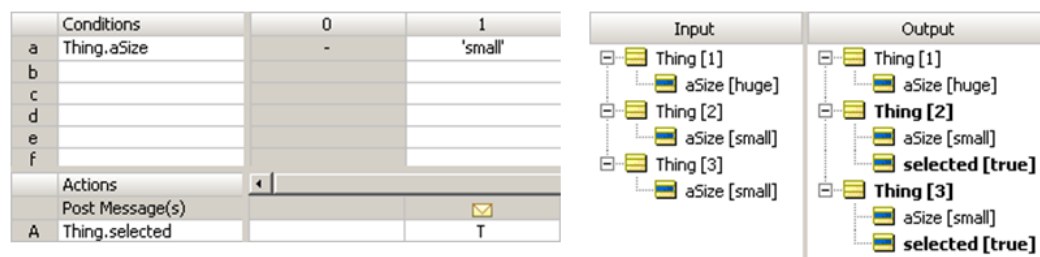 Conditions 0 1
a Thing.aSize - 'small'
b
c
d
e
f
Actions
Post Message(s)
A Thing.selected T
Input
Thing [1]
aSize [huge]
Thing [2]
aSize [small]
Thing [3]
aSize [small]
Output
Thing [1]
aSize [huge]
Thing [2]
aSize [small]
selected [true]
Thing [3]
aSize [small]
selected [true]